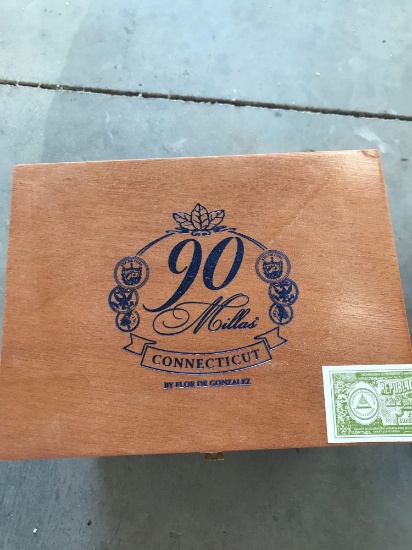 90
Millas
CONNECTICUT
BY FLOR DE GONZALEZ